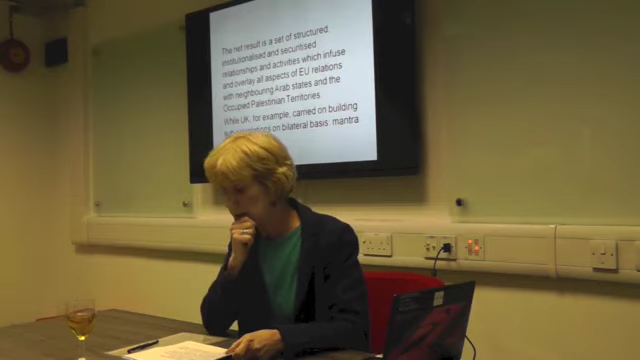 The net result is a set of structured,
institutionalised and securitised
relationships and activities which infuse
and overlay all aspects of EU relations
with neighbouring Arab states and the
Occupied Palestinian Territories
While UK, for example, carried on building
on bilateral basis: mantra